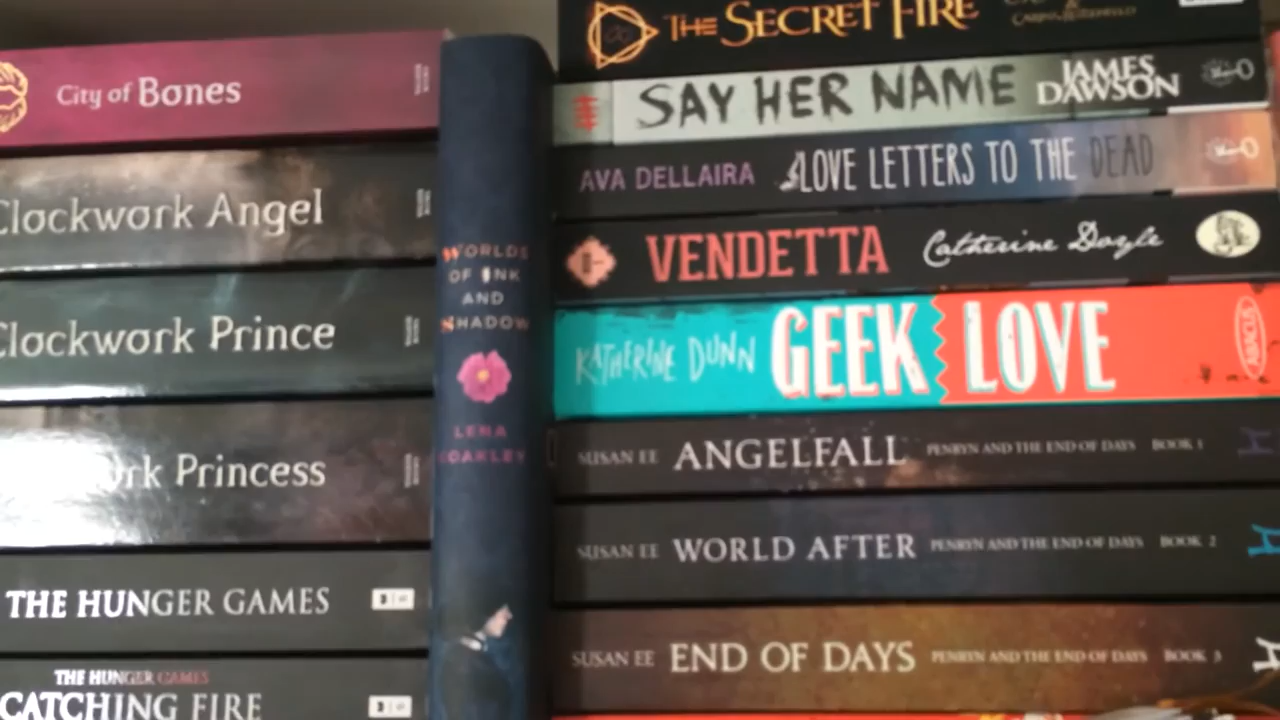 City of Bones
Clockwork Angel
Clockwork Prince
ork Princess
THE HUNGER GAMES
THE HUNGER GAMES
CATCHING FIRE
WORLDS
OF INK
AND
SHADOW
LENA
COAKLEY
THE SECRET FIRE
SAY HER NAME JAMES DAWSON
AVA DELLAIRA LOVE LETTERS TO THE DEAD
VENDETTA Catherine Doyle
KATHERINE DUNN GEEK LOVE ABACUS
SUSAN EE ANGELFALL PENRYN AND THE END OF DAYS BOOK 1
SUSAN EE WORLD AFTER PENRYN AND THE END OF DAYS BOOK 2
SUSAN EE END OF DAYS PENRYN AND THE END OF DAYS BOOK 3